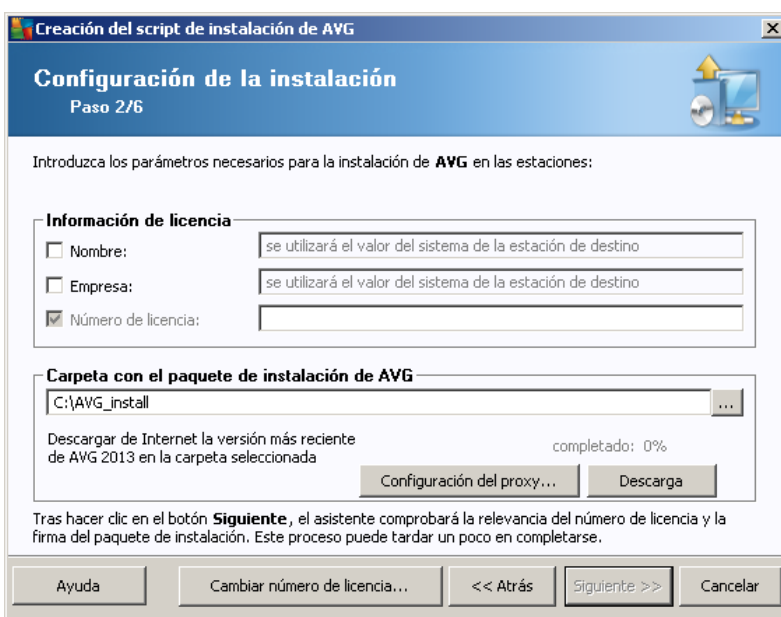 Creación del script de instalación de AVG
Configuración de la instalación
Paso 2/6
Introduzca los parámetros necesarios para la instalación de AVG en las estaciones:
Información de licencia
Nombre: se utilizará el valor del sistema de la estación de destino
Empresa: se utilizará el valor del sistema de la estación de destino
Número de licencia:
Carpeta con el paquete de instalación de AVG
C:\AVG_install ...
Descargar de Internet la versión más reciente
de AVG 2013 en la carpeta seleccionada
completado: 0%
Configuración del proxy... Descarga
Tras hacer clic en el botón Siguiente, el asistente comprobará la relevancia del número de licencia y la
firma del paquete de instalación. Este proceso puede tardar un poco en completarse.
Ayuda Cambiar número de licencia... << Atrás Siguiente >> Cancelar